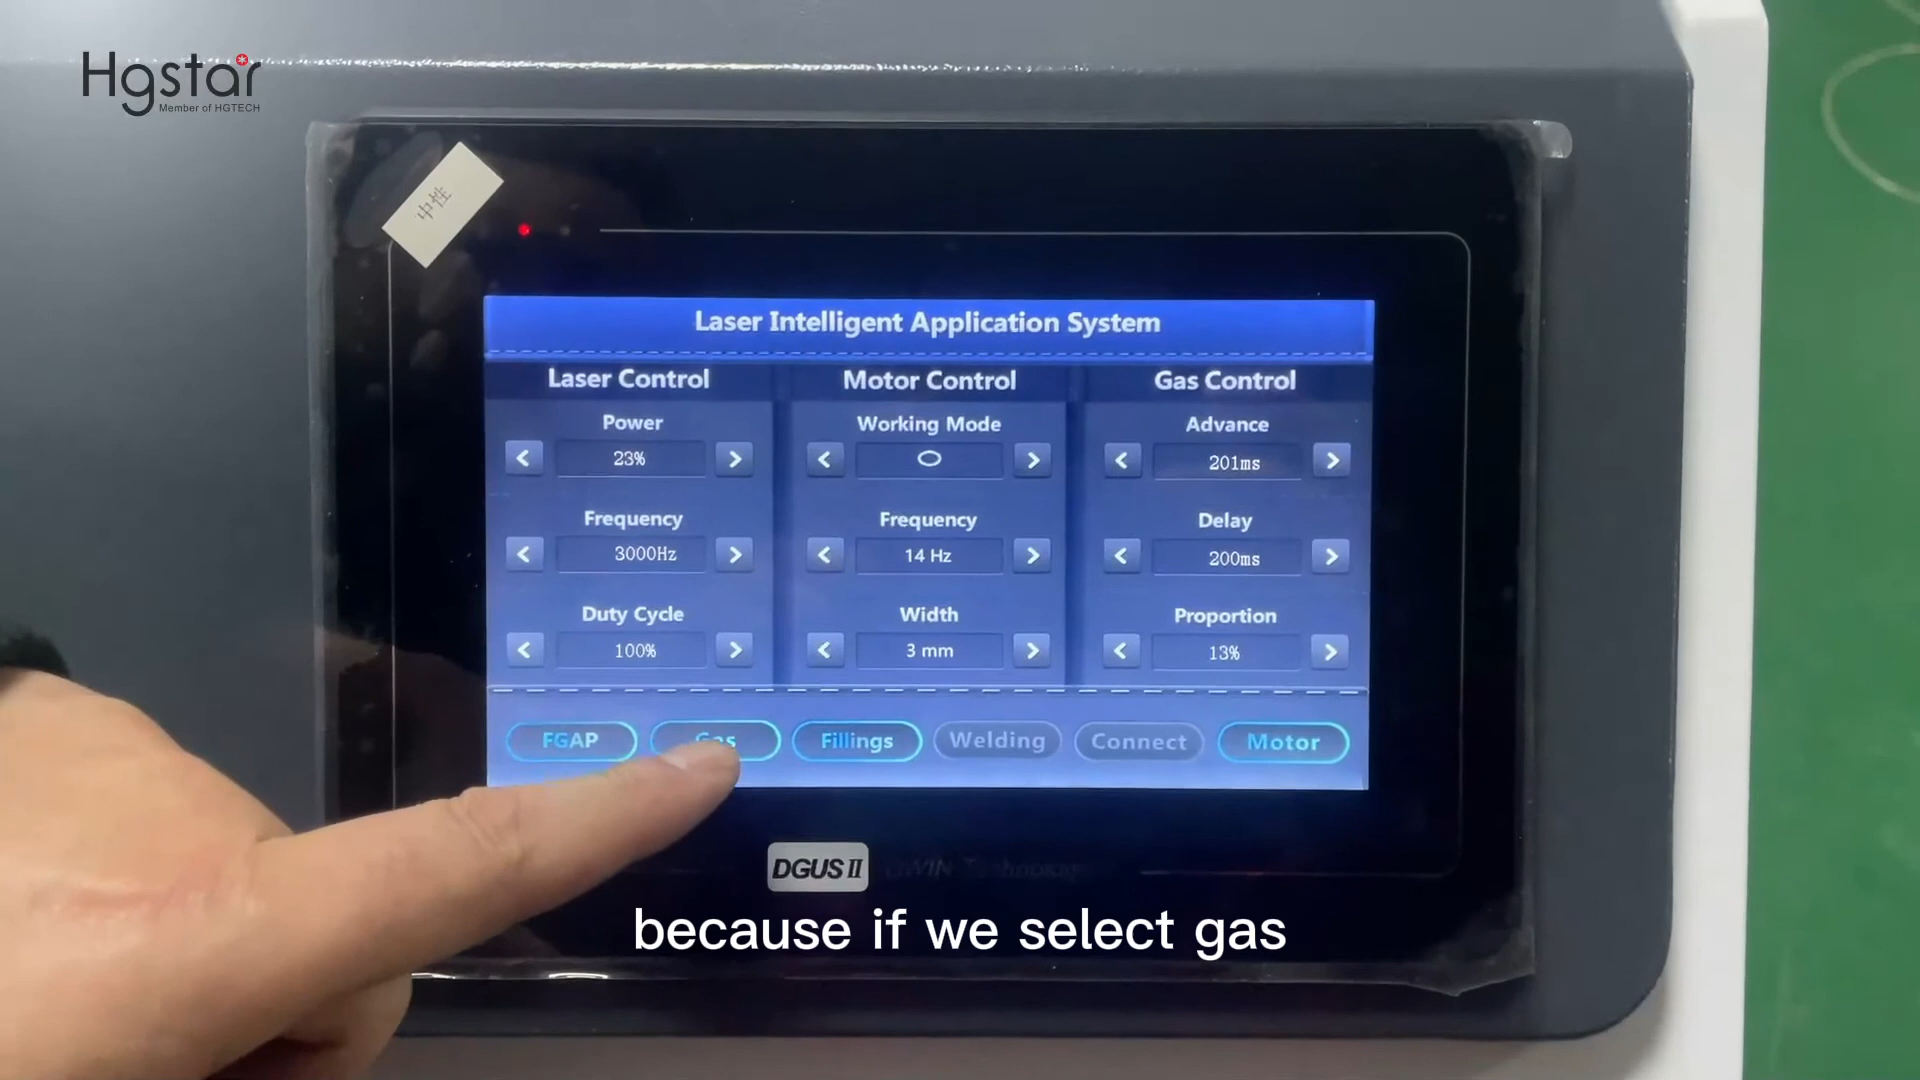 Hgstar
Member of HGTECH
中性
Laser Intelligent Application System
Laser Control
Motor Control
Gas Control
Power
Working Mode
Advance
< 23% >
< >
< 201ms >
Frequency
Frequency
Delay
< 3000Hz >
< 14 Hz >
< 200ms >
Duty Cycle
Width
Proportion
< 100% >
< 3 mm >
< 13% >
FGAP
Gas
Fillings
Welding
Connect
Motor
DGUS II
because if we select gas